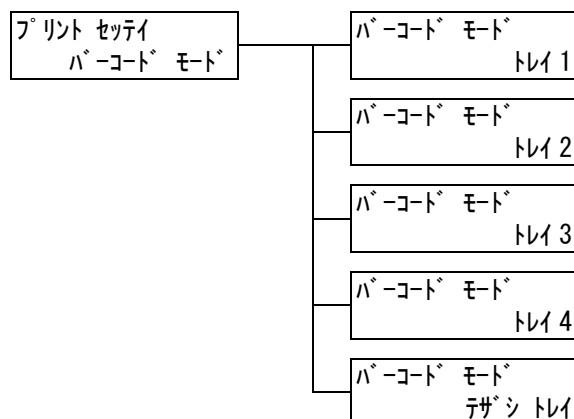 ﾌﾟﾘﾝﾄ ｾｯﾃｲ
ﾊﾞｰｺｰﾄﾞ ﾓｰﾄﾞ
ﾊﾞｰｺｰﾄﾞ ﾓｰﾄﾞ
ﾄﾚｲ 1
ﾊﾞｰｺｰﾄﾞ ﾓｰﾄﾞ
ﾄﾚｲ 2
ﾊﾞｰｺｰﾄﾞ ﾓｰﾄﾞ
ﾄﾚｲ 3
ﾊﾞｰｺｰﾄﾞ ﾓｰﾄﾞ
ﾄﾚｲ 4
ﾊﾞｰｺｰﾄﾞ ﾓｰﾄﾞ
ﾃｻﾞｼ ﾄﾚｲ